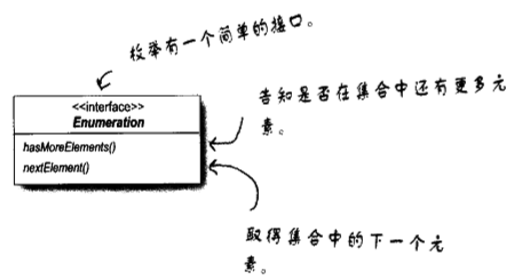 枚举有一个简单的接口。
<<interface>>
Enumeration
hasMoreElements()
nextElement()
告知是否在集合中还有更多元
素。
取得集合中的下一个元
素。